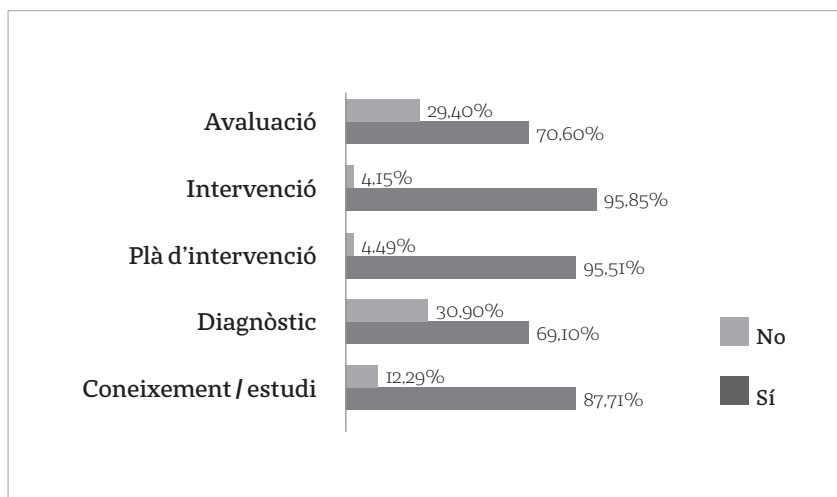 Avaluació
29,40%
70,60%
Intervenció
4,15%
95,85%
Plà d'intervenció
4,49%
95,51%
Diagnòstic
30,90%
69,10%
Coneixement / estudi
12,29%
87,71%
No
Sí